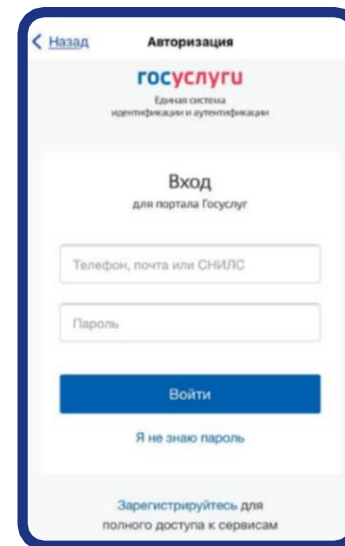 Назад Авторизация
госуслуги
Единая система
идентификации и аутентификации
Вход
для портала Госуслуг
Телефон, почта или СНИЛС
Пароль
Войти
Я не знаю пароль
Зарегистрируйтесь для
полного доступа к сервисам